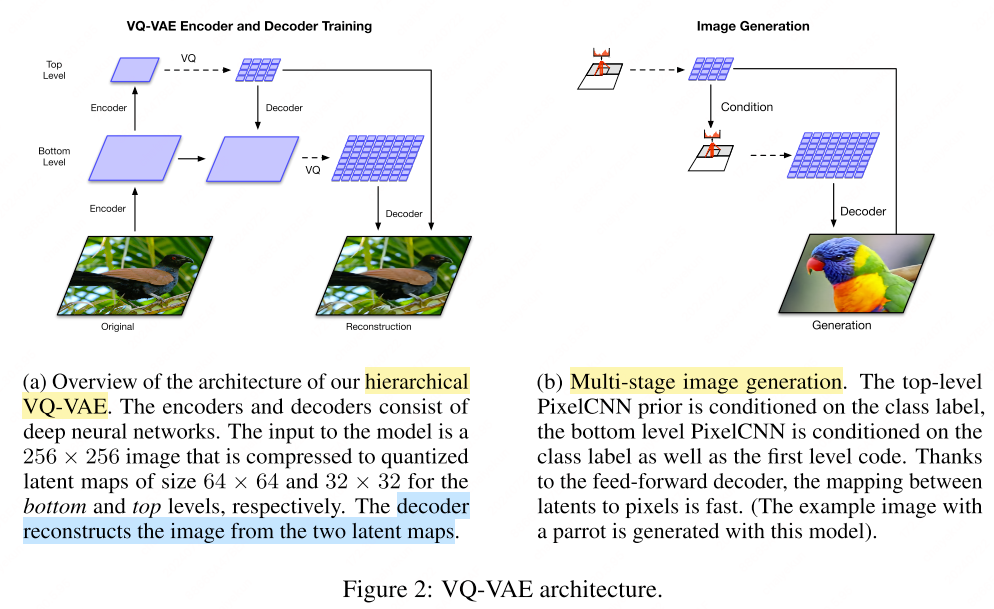 VQ-VAE Encoder and Decoder Training
Top
Level
VQ
Encoder
Decoder
Bottom
Level
VQ
Encoder
Decoder
Original
Reconstruction
Image Generation
Condition
Decoder
Generation
(a) Overview of the architecture of our hierarchical
VQ-VAE. The encoders and decoders consist of
deep neural networks. The input to the model is a
256 × 256 image that is compressed to quantized
latent maps of size 64 × 64 and 32 × 32 for the
bottom and top levels, respectively. The decoder
reconstructs the image from the two latent maps.
(b) Multi-stage image generation. The top-level
PixelCNN prior is conditioned on the class label,
the bottom level PixelCNN is conditioned on the
class label as well as the first level code. Thanks
to the feed-forward decoder, the mapping between
latents to pixels is fast. (The example image with
a parrot is generated with this model).
Figure 2: VQ-VAE architecture.